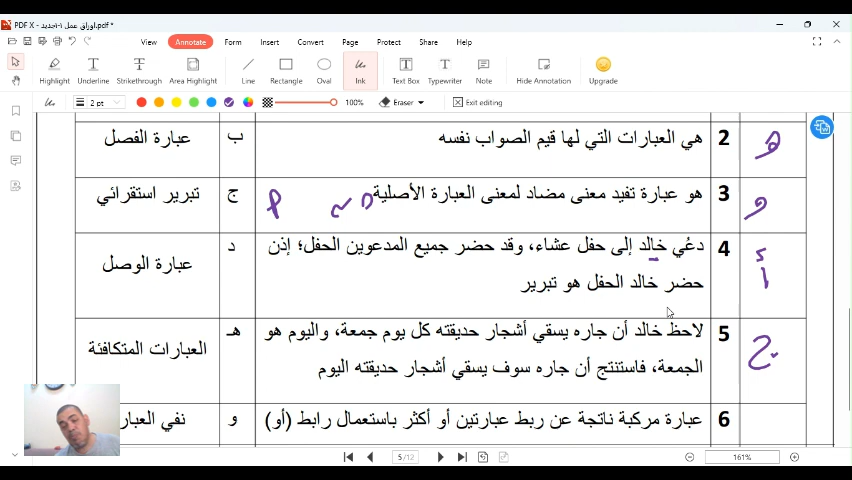 PDF X - اوراق عمل ١-١جديد.pdf *
View Annotate Form Insert Convert Page Protect Share Help
Highlight Underline Strikethrough Area Highlight Line Rectangle Oval Ink Text Box Typewriter Note Hide Annotation Upgrade
2 pt 100% Eraser Exit editing
هـ 2 هي العبارات التي لها قيم الصواب نفسه ب عبارة الفصل
و 3 هو عبارة تفيد معنى مضاد لمعنى العبارة الأصلية ~p P ج تبرير استقرائي
أ 4 دعُي خالد إلى حفل عشاء، وقد حضر جميع المدعوين الحفل؛ إذن د عبارة الوصل
حضر خالد الحفل هو تبرير
ج 5 لاحظ خالد أن جاره يسقي أشجار حديقته كل يوم جمعة، واليوم هو هـ العبارات المتكافئة
الجمعة، فاستنتج أن جاره سوف يسقي أشجار حديقته اليوم
6 عبارة مركبة ناتجة عن ربط عبارتين أو أكثر باستعمال رابط (أو) و نفي العبار
5/12 161%